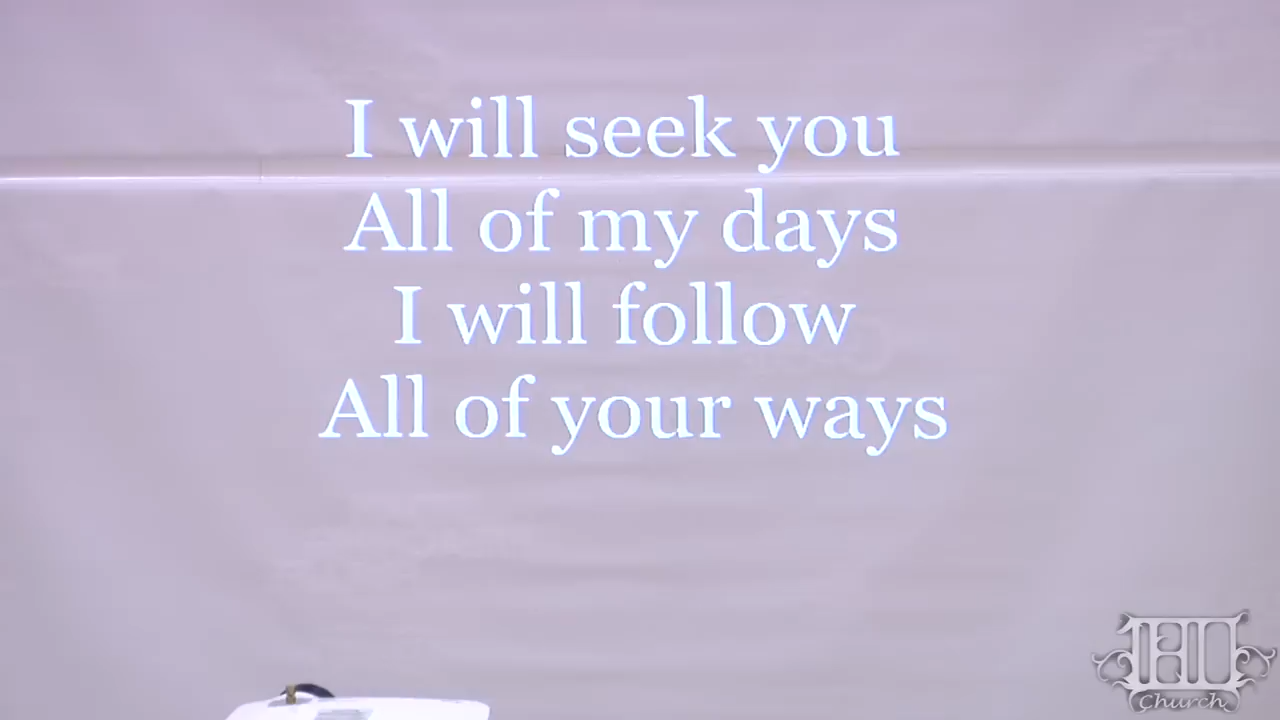 I will seek you
All of my days
I will follow
All of your ways
Church